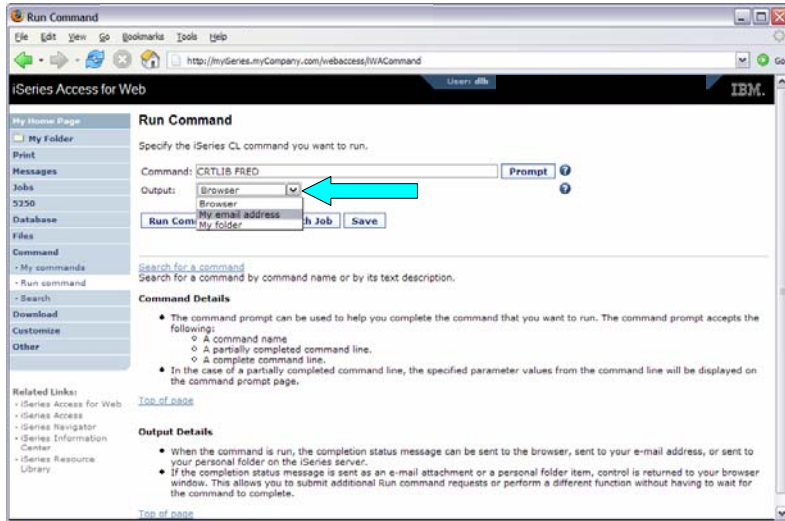 Run Command
File Edit View Go Bookmarks Tools Help
http://myiSeries.myCompany.com/webaccess/iWACommand
Go
iSeries Access for Web
User: dlb
IBM.
My Home Page
My Folder
Print
Messages
Jobs
5250
Database
Files
Command
• My commands
• Run command
• Search
Download
Customize
Other
Related Links:
• iSeries Access for Web
• iSeries Access
• iSeries Navigator
• iSeries Information
Center
• iSeries Resource
Library
Run Command
Specify the iSeries CL command you want to run.
Command: CRTLIB FRED Prompt ?
Output: Browser ?
Browser
My email address
My folder
Run Com h Job Save
Search for a command
Search for a command by command name or by its text description.
Command Details
• The command prompt can be used to help you complete the command that you want to run. The command prompt accepts the
following:
○ A command name
○ A partially completed command line.
○ A complete command line.
• In the case of a partially completed command line, the specified parameter values from the command line will be displayed on
the command prompt page.
Top of page
Output Details
• When the command is run, the completion status message can be sent to the browser, sent to your e-mail address, or sent to
your personal folder on the iSeries server.
• If the completion status message is sent as an e-mail attachment or a personal folder item, control is returned to your browser
window. This allows you to submit additional Run command requests or perform a different function without having to wait for
the command to complete.
Top of page